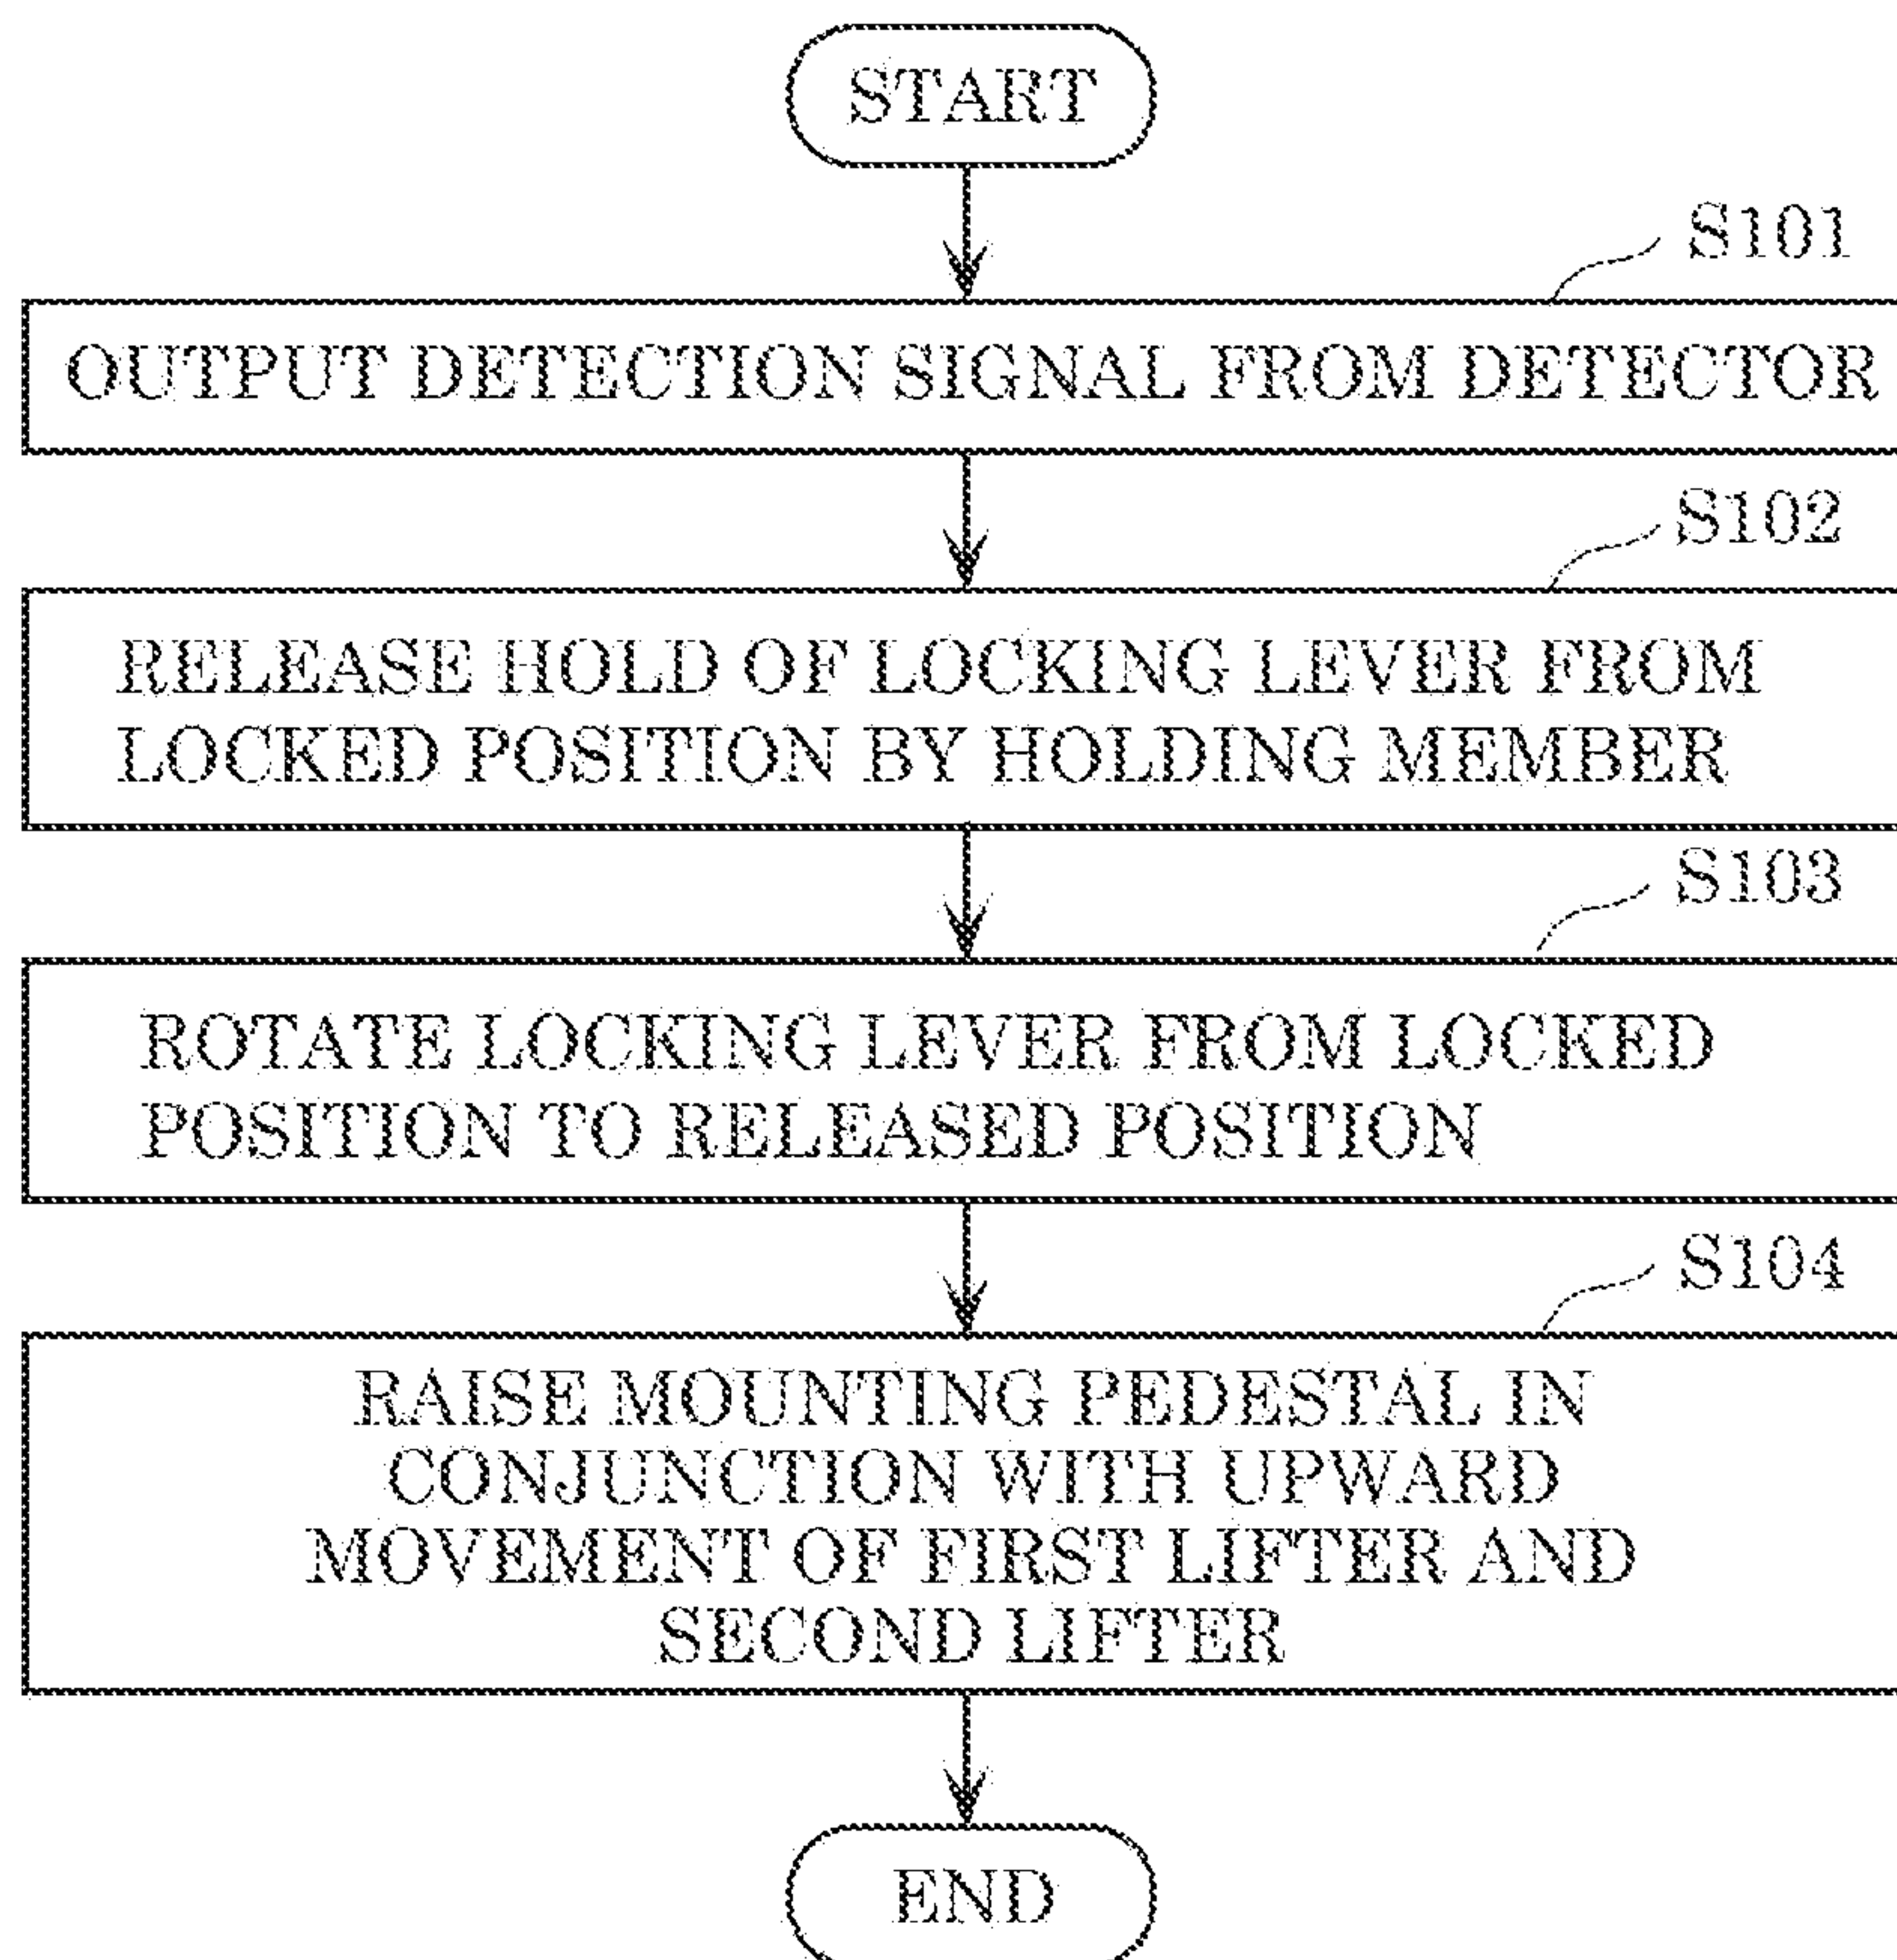 START
S101
OUTPUT DETECTION SIGNAL FROM DETECTOR
S102
RELEASE HOLD OF LOCKING LEVER FROM
LOCKED POSITION BY HOLDING MEMBER
S103
ROTATE LOCKING LEVER FROM LOCKED
POSITION TO RELEASED POSITION
S104
RAISE MOUNTING PEDESTAL IN
CONJUNCTION WITH UPWARD
MOVEMENT OF FIRST LIFTER AND
SECOND LIFTER
END